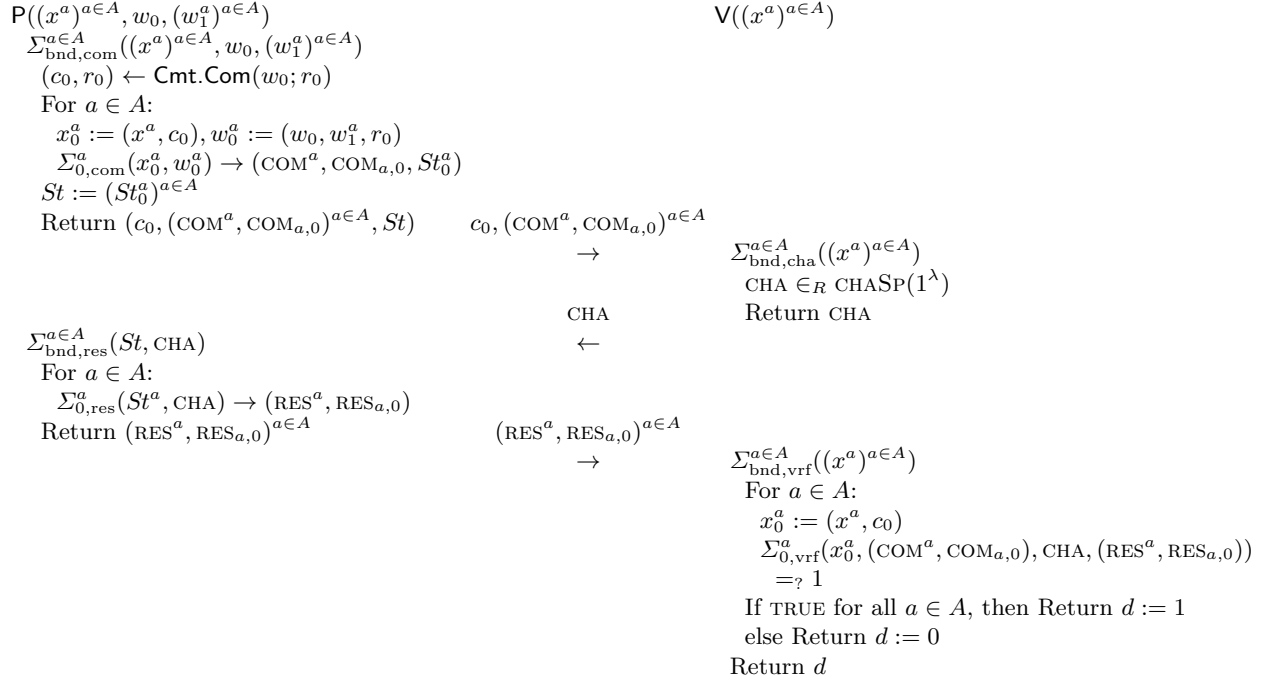 P((x^a)^{a∈A}, w_0, (w_1^a)^{a∈A})    V((x^a)^{a∈A})
Σ_{bnd,com}^{a∈A}((x^a)^{a∈A}, w_0, (w_1^a)^{a∈A})
(c_0, r_0) ← Cmt.Com(w_0; r_0)
For a ∈ A:
x_0^a := (x^a, c_0), w_0^a := (w_0, w_1^a, r_0)
Σ_{0,com}^a(x_0^a, w_0^a) → (COM^a, COM_{a,0}, St_0^a)
St := (St_0^a)^{a∈A}
Return (c_0, (COM^a, COM_{a,0})^{a∈A}, St)    c_0, (COM^a, COM_{a,0})^{a∈A}
→    Σ_{bnd,cha}^{a∈A}((x^a)^{a∈A})
CHA ∈_R CHASP(1^λ)
CHA    Return CHA
Σ_{bnd,res}^{a∈A}(St, CHA)    ←
For a ∈ A:
Σ_{0,res}^a(St^a, CHA) → (RES^a, RES_{a,0})
Return (RES^a, RES_{a,0})^{a∈A}    (RES^a, RES_{a,0})^{a∈A}
→    Σ_{bnd,vrf}^{a∈A}((x^a)^{a∈A})
For a ∈ A:
x_0^a := (x^a, c_0)
Σ_{0,vrf}^a(x_0^a, (COM^a, COM_{a,0}), CHA, (RES^a, RES_{a,0}))
=_? 1
If TRUE for all a ∈ A, then Return d := 1
else Return d := 0
Return d